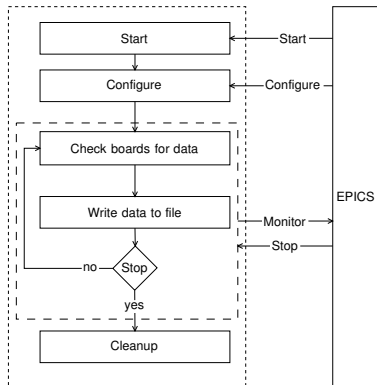 Start
Start
Configure
Configure
Check boards for data
EPICS
Write data to file
Monitor
Stop
no
Stop
yes
Cleanup